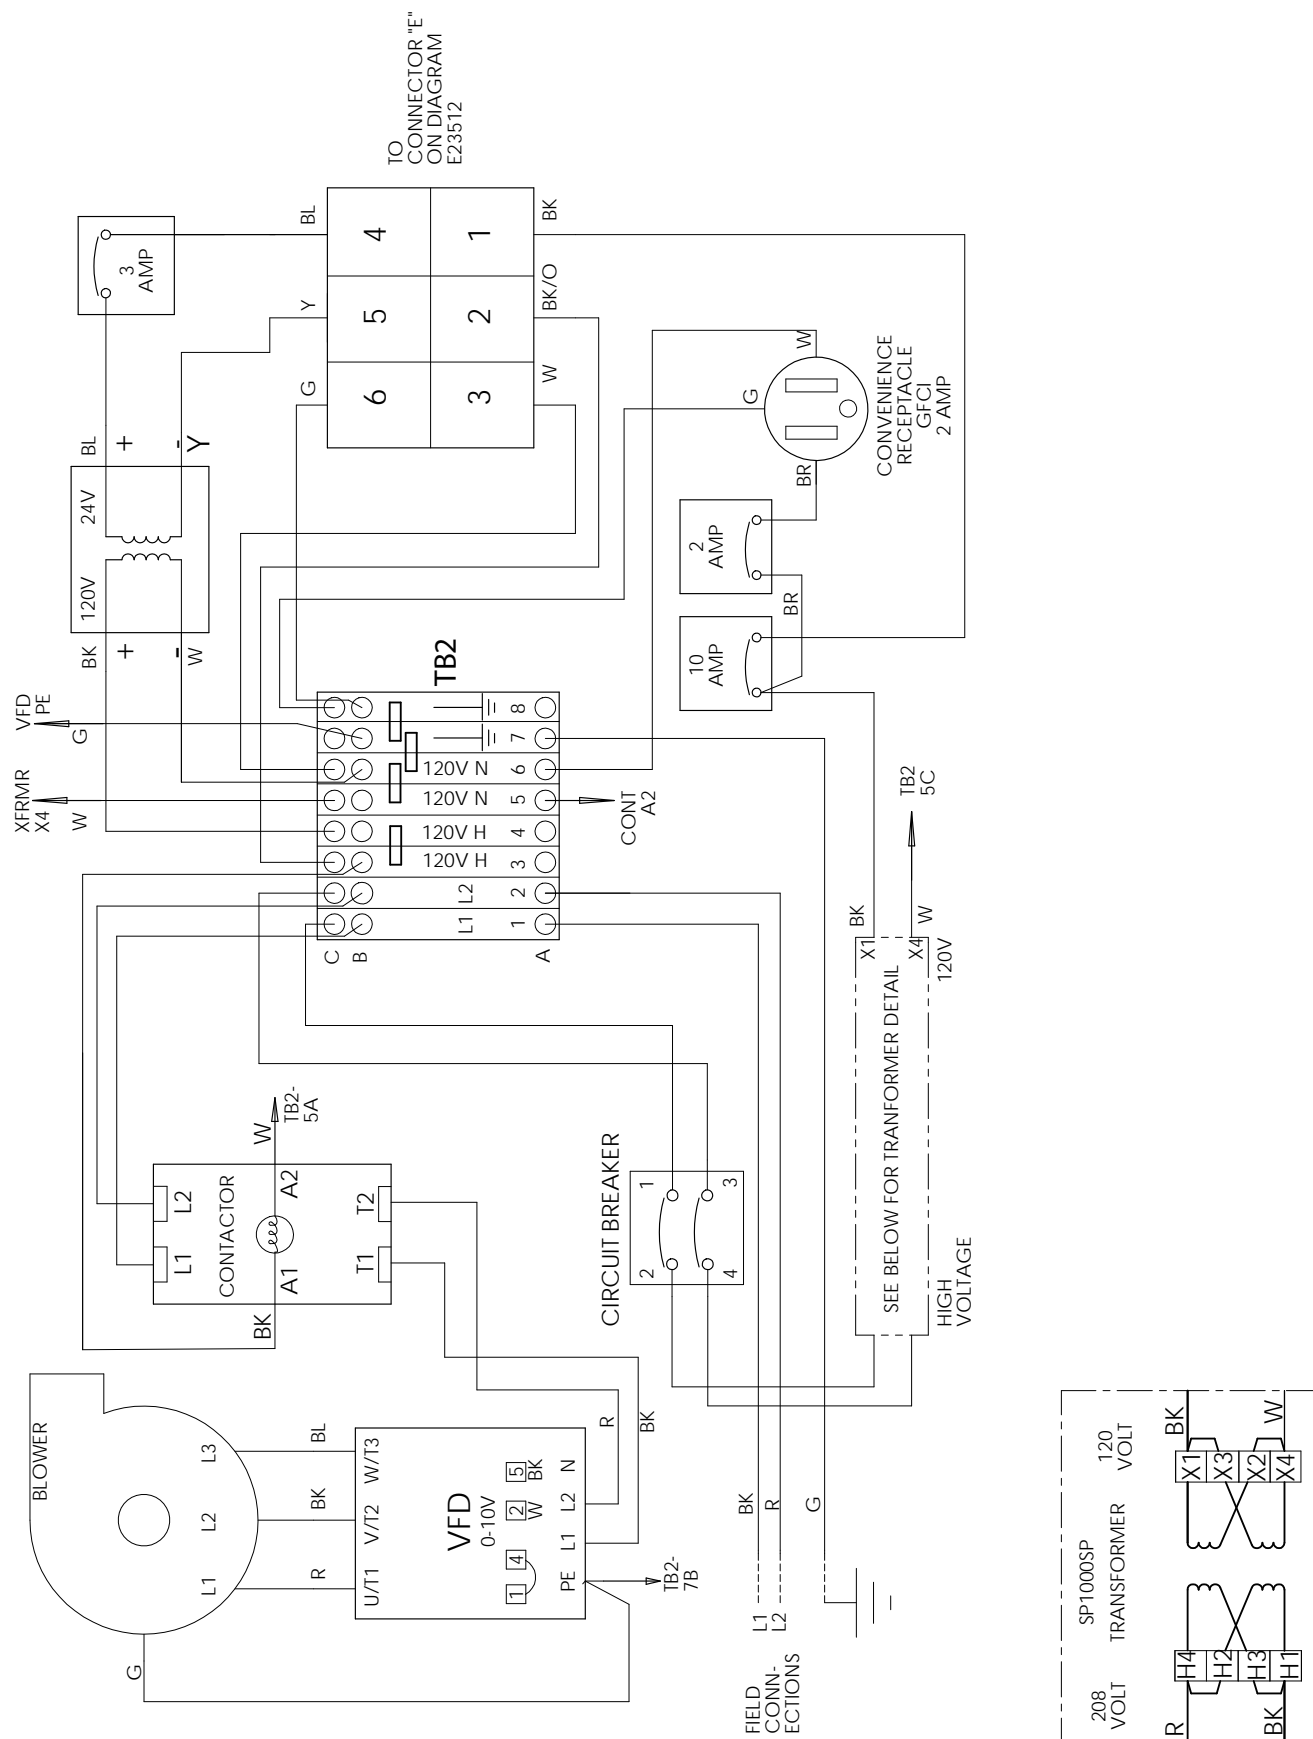 BLOWER
L1
L2
L3
G
R
BK
BL
U/T1
V/T2
W/T3
VFD
0-10V
1
4
2
W
5
BK
PE
L1
L2
N
TB2-
7B
R
BK
L1
L2
CONTACTOR
A1
A2
BK
W
TB2-
5A
T1
T2
CIRCUIT BREAKER
2
1
4
3
FIELD
CONN-
ECTIONS
L1
L2
BK
R
G
HIGH
VOLTAGE
SEE BELOW FOR TRANFORMER DETAIL
X1
X4
120V
BK
W
TB2
5C
XFRMR
X4
W
VFD
PE
G
C
B
A
L1
L2
120V H
120V H
120V N
120V N
1
2
3
4
5
6
7
8
TB2
CONT
A2
BK
+
-
W
120V
24V
BL
+
-
Y
3
AMP
BL
Y
G
6
5
4
3
2
1
W
BK/O
BK
TO
CONNECTOR "E"
ON DIAGRAM
E23512
10
AMP
BR
2
AMP
BR
G
W
CONVENIENCE
RECEPTACLE
GFCI
2 AMP
208
VOLT
SP1000SP
TRANSFORMER
120
VOLT
R
BK
H4
H2
H3
H1
X1
X3
X2
X4
BK
W